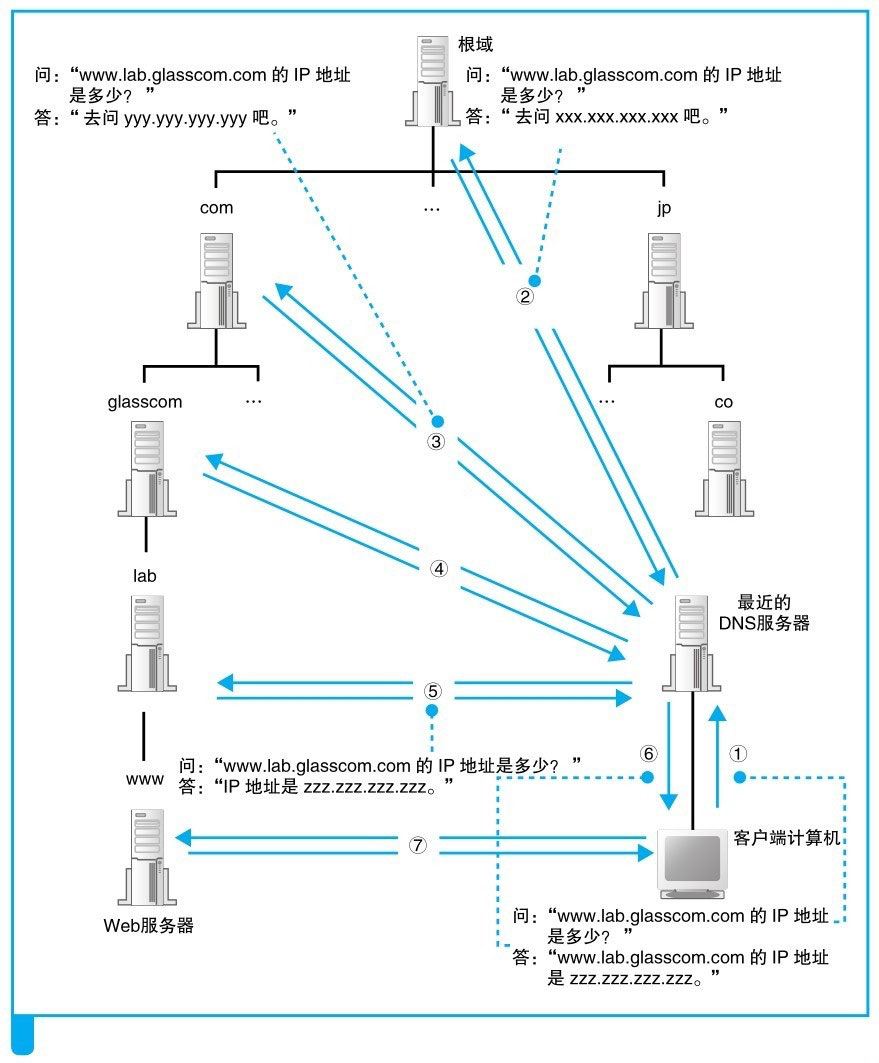 根域
问：“www.lab.glasscom.com 的 IP 地址
是多少？”
答：“去问 yyy.yyy.yyy.yyy 吧。”
问：“www.lab.glasscom.com 的 IP 地址
是多少？”
答：“去问 xxx.xxx.xxx.xxx 吧。”
com
…
jp
②
glasscom
…
…
co
③
④
lab
最近的
DNS服务器
⑤
⑥
①
www
问：“www.lab.glasscom.com 的 IP 地址是多少？”
答：“IP 地址是 zzz.zzz.zzz.zzz。”
⑦
客户端计算机
Web服务器
问：“www.lab.glasscom.com 的 IP 地址
是多少？”
答：“www.lab.glasscom.com 的 IP 地址
是 zzz.zzz.zzz.zzz。”